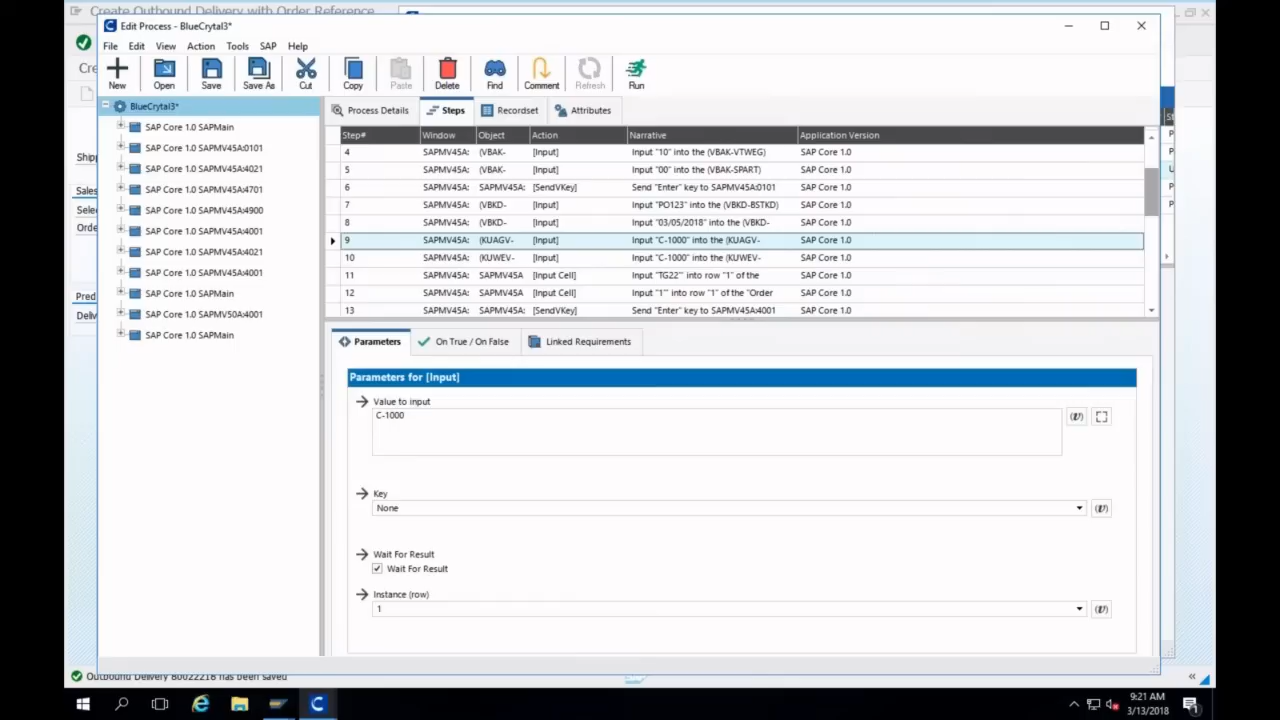 Create Outbound Delivery with Order Reference
Edit Process - BlueCrytal3*
File Edit View Action Tools SAP Help
New Open Save Save As Cut Copy Paste Delete Find Comment Refresh Run
BlueCrytal3*
SAP Core 1.0 SAPMain
SAP Core 1.0 SAPMV45A:0101
SAP Core 1.0 SAPMV45A:4021
SAP Core 1.0 SAPMV45A:4701
SAP Core 1.0 SAPMV45A:4900
SAP Core 1.0 SAPMV45A:4001
SAP Core 1.0 SAPMV45A:4021
SAP Core 1.0 SAPMV45A:4001
SAP Core 1.0 SAPMain
SAP Core 1.0 SAPMV50A:4001
SAP Core 1.0 SAPMain
Cre
Shipp
Sales
Selec
Orde
Pred
Deliv
Process Details Steps Recordset Attributes
Step# Window Object Action Narrative Application Version
4 SAPMV45A: (VBAK- [Input] Input "10" into the (VBAK-VTWEG) SAP Core 1.0
5 SAPMV45A: (VBAK- [Input] Input "00" into the (VBAK-SPART) SAP Core 1.0
6 SAPMV45A: SAPMV45A: [SendVKey] Send "Enter" key to SAPMV45A:0101 SAP Core 1.0
7 SAPMV45A: (VBKD- [Input] Input "PO123" into the (VBKD-BSTKD) SAP Core 1.0
8 SAPMV45A: (VBKD- [Input] Input "03/05/2018" into the (VBKD- SAP Core 1.0
9 SAPMV45A: (KUAGV- [Input] Input "C-1000" into the (KUAGV- SAP Core 1.0
10 SAPMV45A: (KUWEV- [Input] Input "C-1000" into the (KUWEV- SAP Core 1.0
11 SAPMV45A: SAPMV45A [Input Cell] Input "TG22'" into row "1" of the SAP Core 1.0
12 SAPMV45A: SAPMV45A [Input Cell] Input "1'" into row "1" of the "Order SAP Core 1.0
13 SAPMV45A: SAPMV45A: [SendVKey] Send "Enter" key to SAPMV45A:4001 SAP Core 1.0
Parameters On True / On False Linked Requirements
Parameters for [Input]
Value to input
C-1000
Key
None
Wait For Result
Wait For Result
Instance (row)
1
Outbound Delivery 80022218 has been saved
9:21 AM
3/13/2018